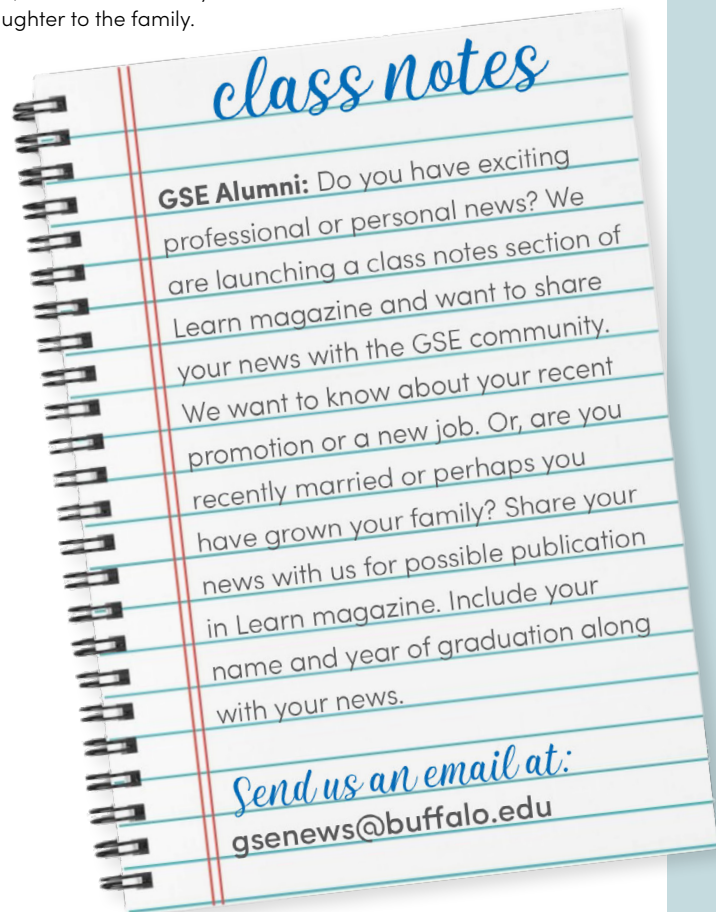 ughter to the family.
class notes
GSE Alumni: Do you have exciting
professional or personal news? We
are launching a class notes section of
Learn magazine and want to share
your news with the GSE community.
We want to know about your recent
promotion or a new job. Or, are you
recently married or perhaps you
have grown your family? Share your
news with us for possible publication
in Learn magazine. Include your
name and year of graduation along
with your news.
Send us an email at:
gsenews@buffalo.edu